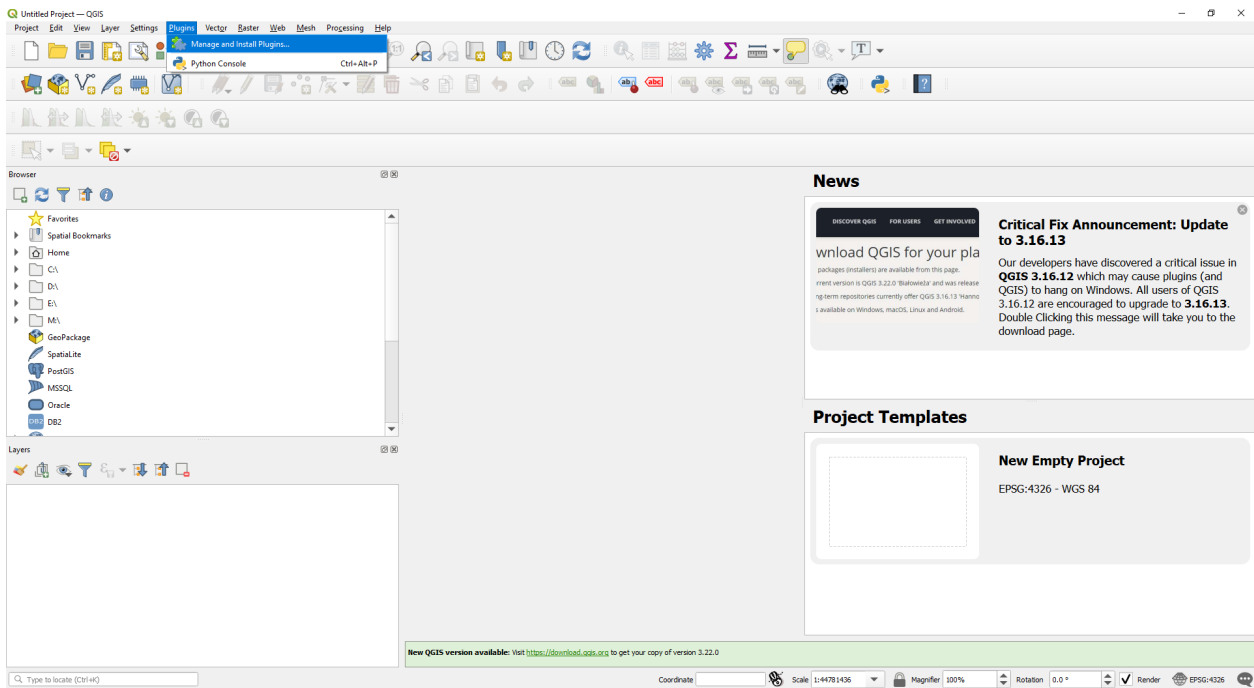 Untitled Project — QGIS
Project Edit View Layer Settings Plugins Vector Raster Web Mesh Processing Help
Manage and Install Plugins...
Python Console Ctrl+Alt+P
Browser
Favorites
Spatial Bookmarks
Home
C:\
D:\
E:\
M:\
GeoPackage
SpatiaLite
PostGIS
MSSQL
Oracle
DB2
Layers
News
DISCOVER QGIS FOR USERS GET INVOLVED
wnload QGIS for your pla
packages (installers) are available from this page.
rrent version is QGIS 3.22.0 'Białowieża' and was release
ng-term repositories currently offer QGIS 3.16.13 'Hanno
s available on Windows, macOS, Linux and Android.
Critical Fix Announcement: Update
to 3.16.13
Our developers have discovered a critical issue in
QGIS 3.16.12 which may cause plugins (and
QGIS) to hang on Windows. All users of QGIS
3.16.12 are encouraged to upgrade to 3.16.13.
Double Clicking this message will take you to the
download page.
Project Templates
New Empty Project
EPSG:4326 - WGS 84
New QGIS version available: Visit https://download.qgis.org to get your copy of version 3.22.0
Type to locate (Ctrl+K)
Coordinate
Scale 1:44781436
Magnifier 100%
Rotation 0.0 °
Render
EPSG:4326